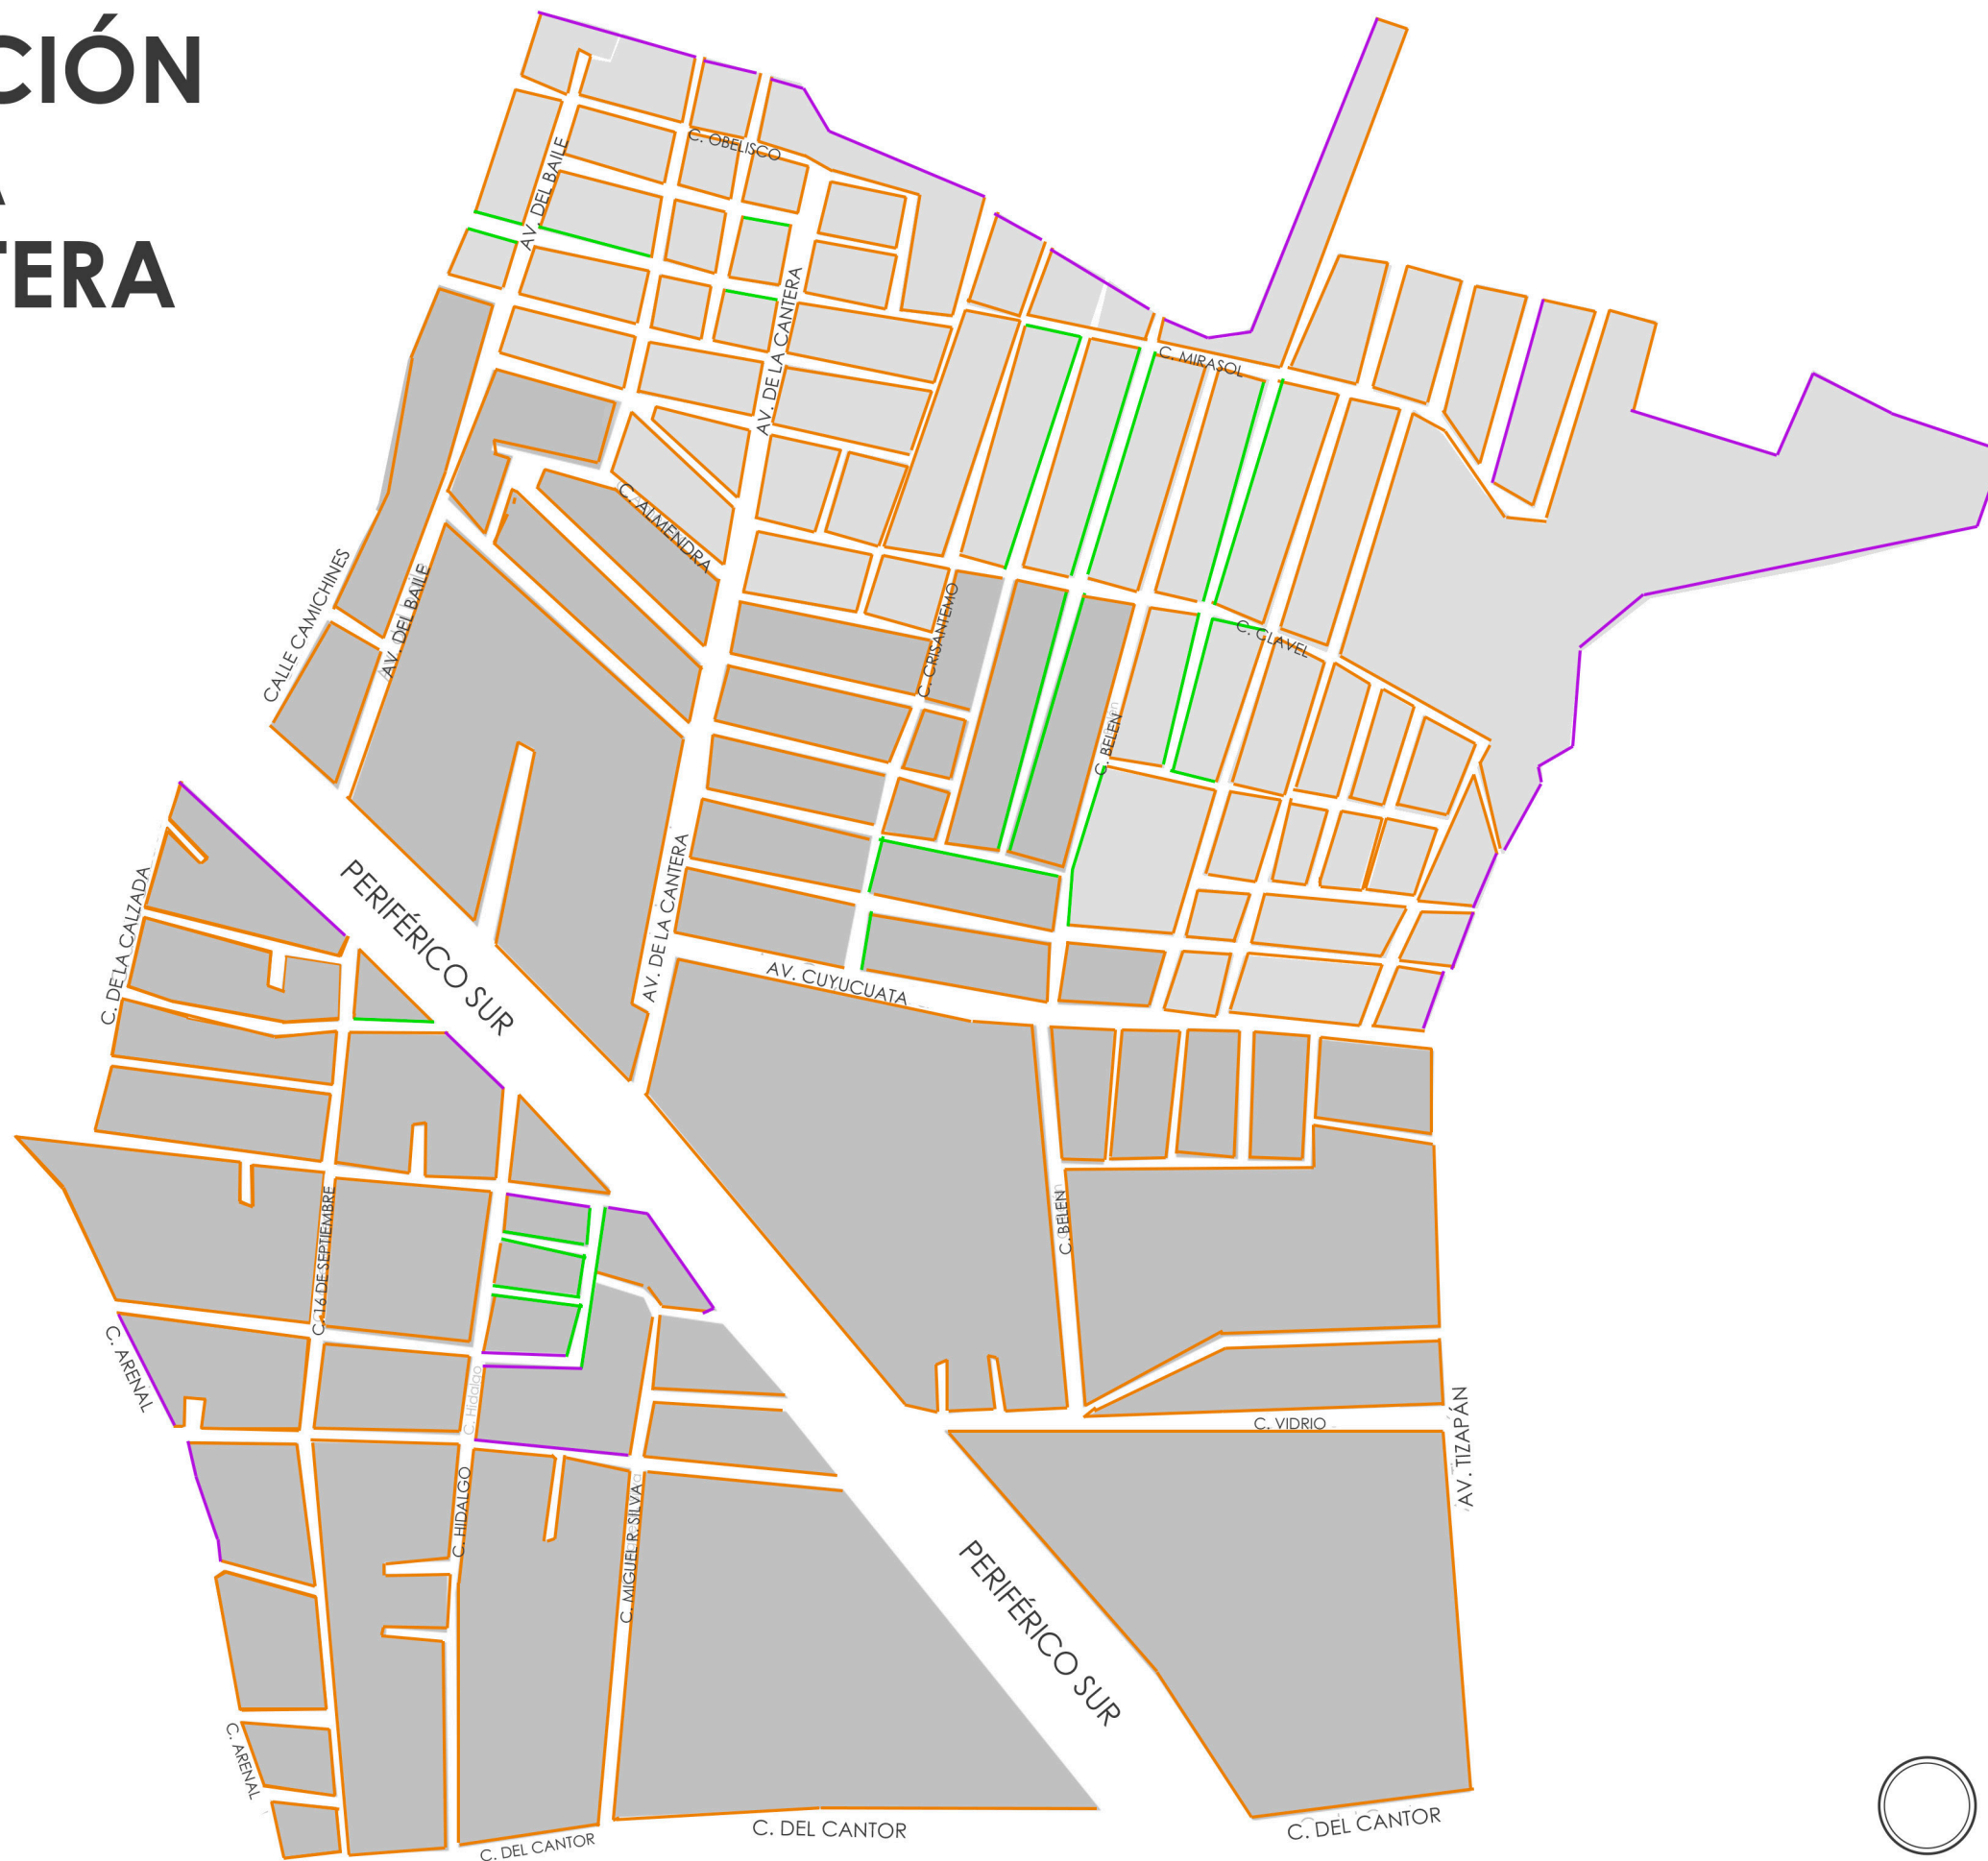 CIÓN
TERA
C. OBELISCO
AV. DEL BAILE
AV. DE LA CANTERA
C. MIRASOL
C. ALMENDRA
CALLE CAMICHINES
AV. DEL BAILE
C. CRISANTEMO
C. CLAVEL
C. BELEN
C. DE LA CALZADA
PERIFÉRICO SUR
AV. DE LA CANTERA
AV. CUYUCUATA
C. 16 DE SEPTIEMBRE
C. BELEN
C. ARENAL
C. Hidalgo
C. HIDALGO
C. MIGUEL R. SILVA
C. VIDRIO
AV. TIZAPÁN
PERIFÉRICO SUR
C. ARENAL
C. DEL CANTOR
C. DEL CANTOR
C. DEL CANTOR